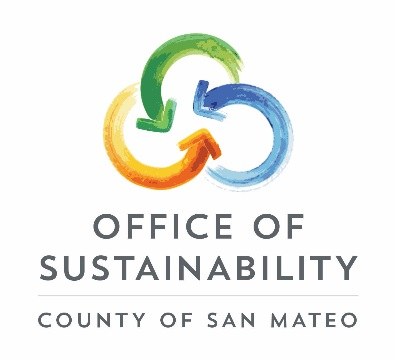 OFFICE OF
SUSTAINABILITY
COUNTY OF SAN MATEO